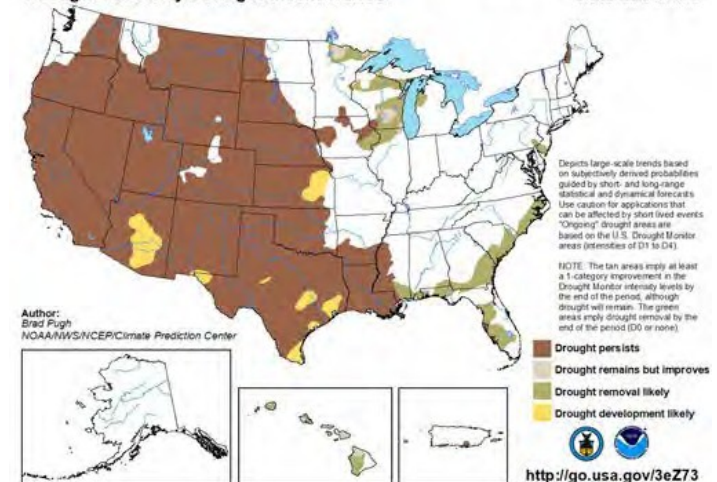 Author:
Brad Pugh
NOAA/NWS/NCEP/Climate Prediction Center
Depicts large-scale trends based
on subjectively derived probabilities
guided by short- and long-range
statistical and dynamical forecasts.
Use caution for applications that
can be affected by short lived events.
"Ongoing" drought areas are
based on the U.S. Drought Monitor
areas (intensities of D1 to D4).
NOTE: The tan areas imply at least
a 1-category improvement in the
Drought Monitor intensity levels by
the end of the period, although
drought will remain. The green
areas imply drought removal by the
end of the period (D0 or none).
Drought persists
Drought remains but improves
Drought removal likely
Drought development likely
http://go.usa.gov/3eZ73